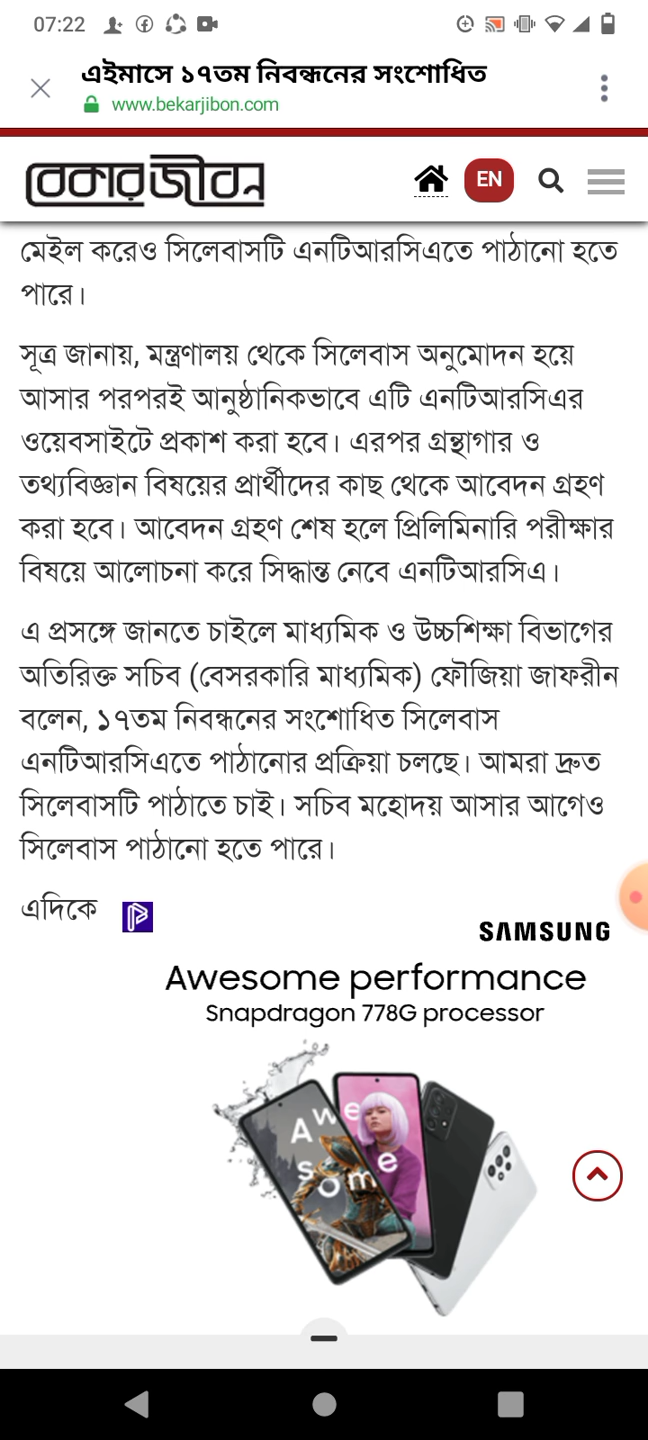 07:22
এইমাসে ১৭তম নিবন্ধনের সংশোধিত
www.bekarjibon.com
বেকার জীবন
EN
মেইল করেও সিলেবাসটি এনটিআরসিএতে পাঠানো হতে
পারে।
সূত্র জানায়, মন্ত্রণালয় থেকে সিলেবাস অনুমোদন হয়ে
আসার পরপরই আনুষ্ঠানিকভাবে এটি এনটিআরসিএর
ওয়েবসাইটে প্রকাশ করা হবে। এরপর গ্রন্থাগার ও
তথ্যবিজ্ঞান বিষয়ের প্রার্থীদের কাছ থেকে আবেদন গ্রহণ
করা হবে। আবেদন গ্রহণ শেষ হলে প্রিলিমিনারি পরীক্ষার
বিষয়ে আলোচনা করে সিদ্ধান্ত নেবে এনটিআরসিএ।
এ প্রসঙ্গে জানতে চাইলে মাধ্যমিক ও উচ্চশিক্ষা বিভাগের
অতিরিক্ত সচিব (বেসরকারি মাধ্যমিক) ফৌজিয়া জাফরীন
বলেন, ১৭তম নিবন্ধনের সংশোধিত সিলেবাস
এনটিআরসিএতে পাঠানোর প্রক্রিয়া চলছে। আমরা দ্রুত
সিলেবাসটি পাঠাতে চাই। সচিব মহোদয় আসার আগেও
সিলেবাস পাঠানো হতে পারে।
এদিকে
SAMSUNG
Awesome performance
Snapdragon 778G processor
Awe
some